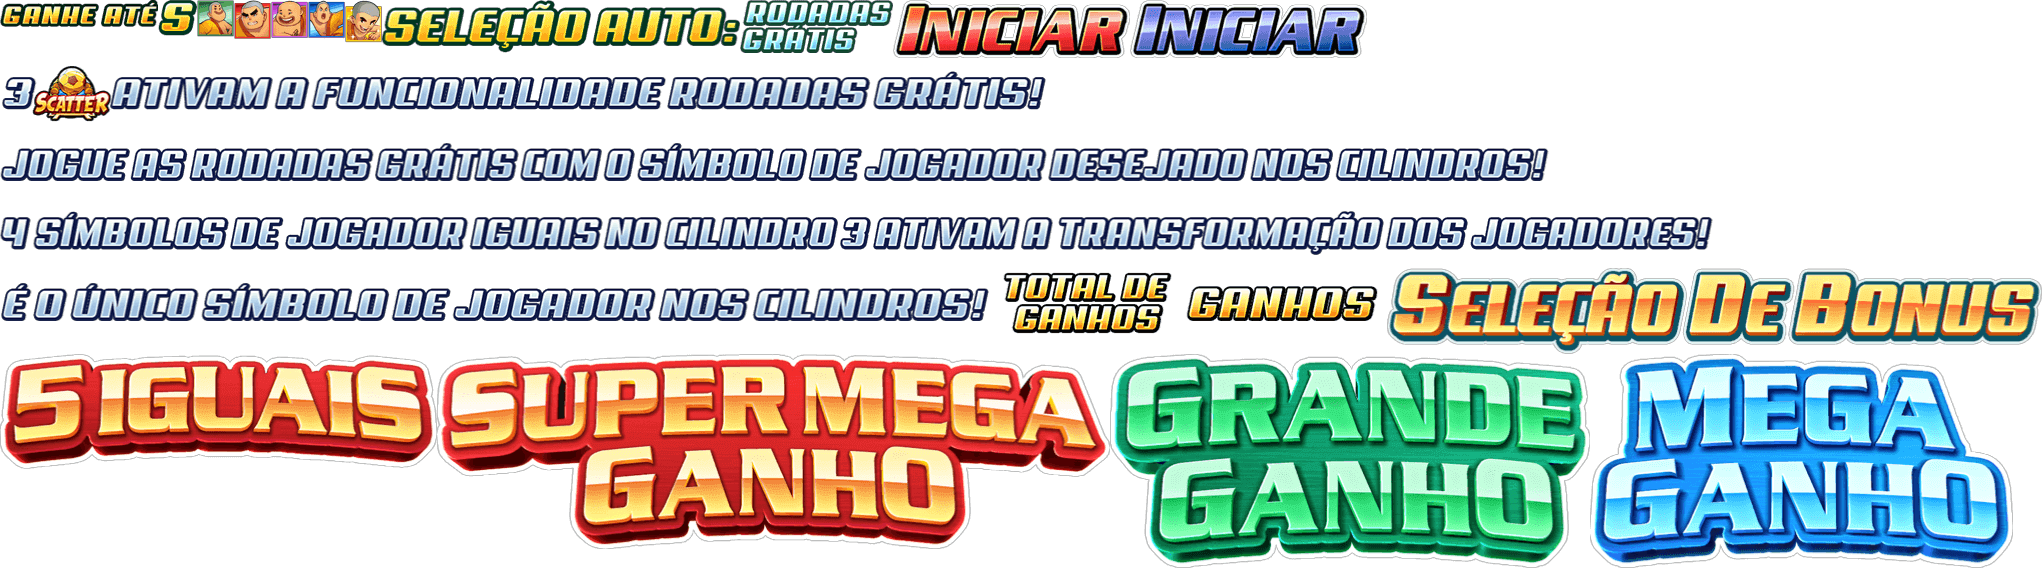 GANHE ATÉ 5
SELEÇÃO AUTO:
RODADAS
GRÁTIS
INICIAR
INICIAR
3 SCATTER ATIVAM A FUNCIONALIDADE RODADAS GRÁTIS!
JOGUE AS RODADAS GRÁTIS COM O SÍMBOLO DE JOGADOR DESEJADO NOS CILINDROS!
4 SÍMBOLOS DE JOGADOR IGUAIS NO CILINDRO 3 ATIVAM A TRANSFORMAÇÃO DOS JOGADORES!
É O ÚNICO SÍMBOLO DE JOGADOR NOS CILINDROS!
TOTAL DE
GANHOS
GANHOS
SELEÇÃO DE BONUS
5 IGUAIS
SUPER MEGA
GANHO
GRANDE
GANHO
MEGA
GANHO